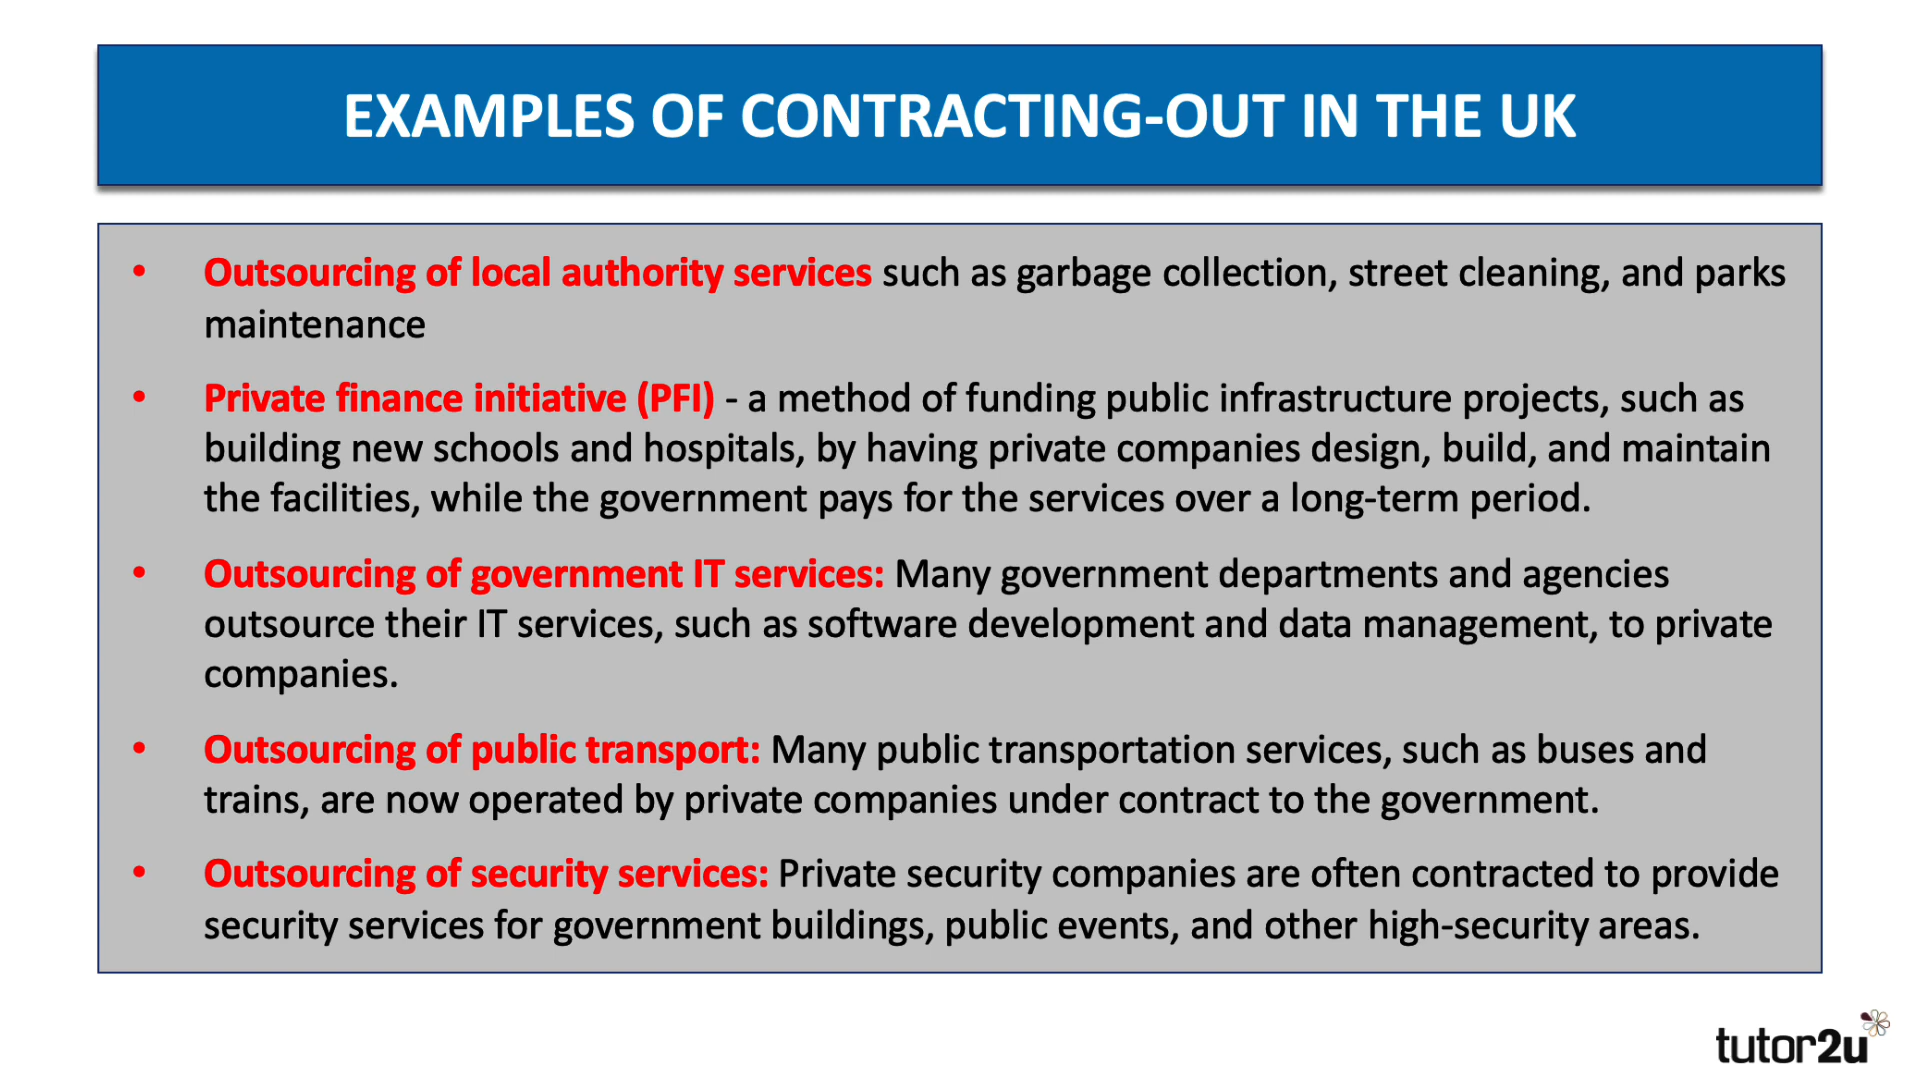 EXAMPLES OF CONTRACTING-OUT IN THE UK
• Outsourcing of local authority services such as garbage collection, street cleaning, and parks
maintenance
• Private finance initiative (PFI) - a method of funding public infrastructure projects, such as
building new schools and hospitals, by having private companies design, build, and maintain
the facilities, while the government pays for the services over a long-term period.
• Outsourcing of government IT services: Many government departments and agencies
outsource their IT services, such as software development and data management, to private
companies.
• Outsourcing of public transport: Many public transportation services, such as buses and
trains, are now operated by private companies under contract to the government.
• Outsourcing of security services: Private security companies are often contracted to provide
security services for government buildings, public events, and other high-security areas.
tutor2u